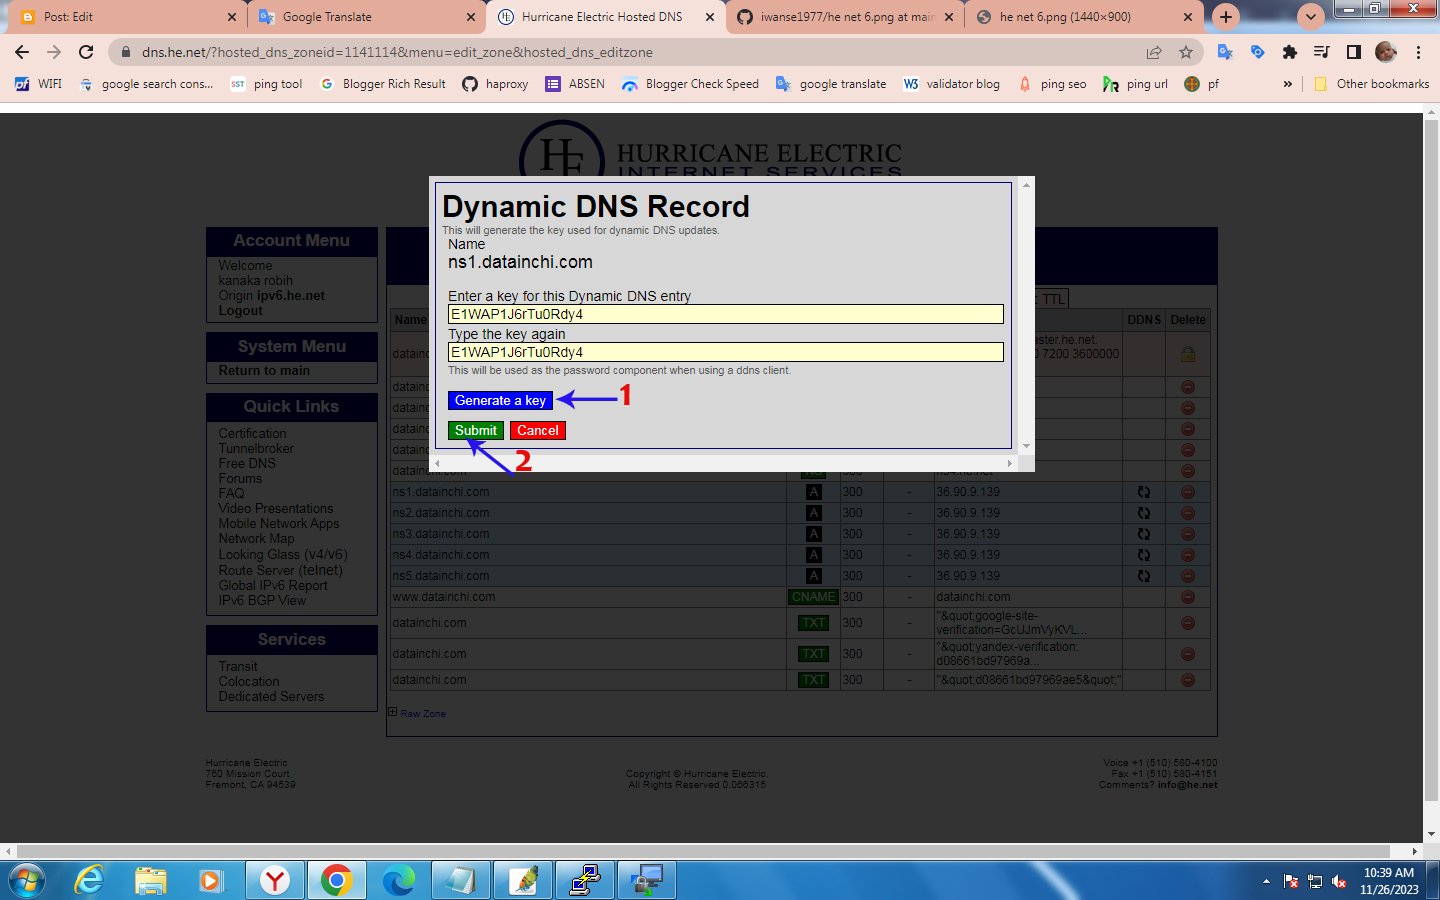 Post: Edit
Google Translate
Hurricane Electric Hosted DNS
iwanse1977/he net 6.png at main
he net 6.png (1440×900)
dns.he.net/?hosted_dns_zoneid=1141114&menu=edit_zone&hosted_dns_editzone
WIFI
google search cons...
SST ping tool
Blogger Rich Result
haproxy
ABSEN
Blogger Check Speed
google translate
W3 validator blog
ping seo
ping url
pf
» Other bookmarks
HE HURRICANE ELECTRIC
INTERNET SERVICES
Dynamic DNS Record
This will generate the key used for dynamic DNS updates.
Name
ns1.datainchi.com
Enter a key for this Dynamic DNS entry
E1WAP1J6rTu0Rdy4
Type the key again
E1WAP1J6rTu0Rdy4
This will be used as the password component when using a ddns client.
Generate a key 1
Submit Cancel
2
Account Menu
Welcome
kanaka robih
Origin ipv6.he.net
Logout
System Menu
Return to main
Quick Links
Certification
Tunnelbroker
Free DNS
Forums
FAQ
Video Presentations
Mobile Network Apps
Network Map
Looking Glass (v4/v6)
Route Server (telnet)
Global IPv6 Report
IPv6 BGP View
Services
Transit
Colocation
Dedicated Servers
TTL
Name DDNS Delete
7200 3600000
ns1.datainchi.com A 300 - 36.90.9.139
ns2.datainchi.com A 300 - 36.90.9.139
ns3.datainchi.com A 300 - 36.90.9.139
ns4.datainchi.com A 300 - 36.90.9.139
ns5.datainchi.com A 300 - 36.90.9.139
www.datainchi.com CNAME 300 - datainchi.com
datainchi.com TXT 300 - "&quot;google-site-
verification=GcUJmVyKVL...
datainchi.com TXT 300 - "&quot;yandex-verification:
d08661bd97969a...
datainchi.com TXT 300 - "&quot;d08661bd97969ae5&quot;"
Raw Zone
Hurricane Electric
760 Mission Court
Fremont, CA 94539
Copyright © Hurricane Electric.
All Rights Reserved 0.066315
Voice +1 (510) 580-4100
Fax +1 (510) 580-4151
Comments? info@he.net
10:39 AM
11/26/2023